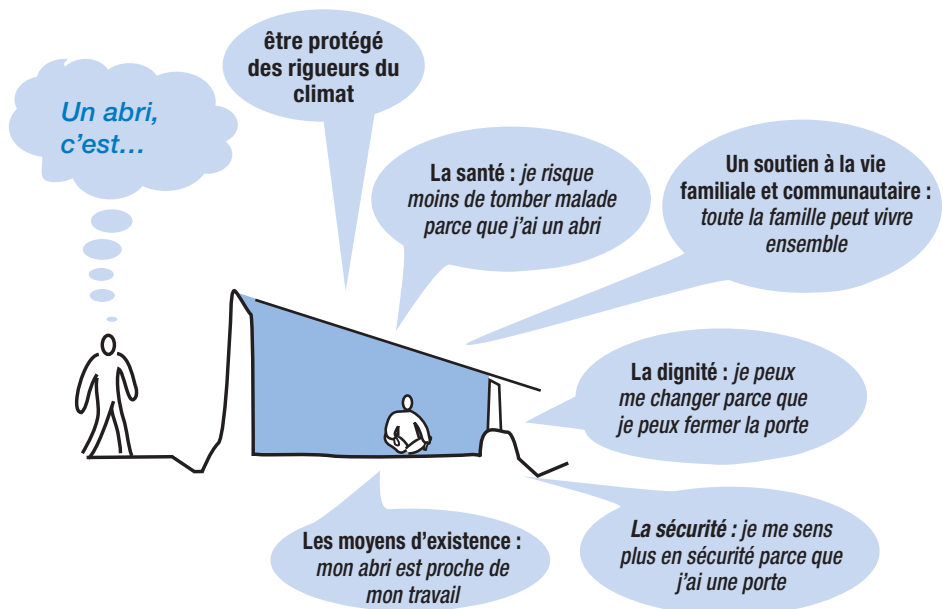 Un abri,
c'est…
être protégé
des rigueurs du
climat
La santé : je risque
moins de tomber malade
parce que j'ai un abri
Un soutien à la vie
familiale et communautaire :
toute la famille peut vivre
ensemble
La dignité : je peux
me changer parce que
je peux fermer la porte
La sécurité : je me sens
plus en sécurité parce que
j'ai une porte
Les moyens d'existence :
mon abri est proche de
mon travail